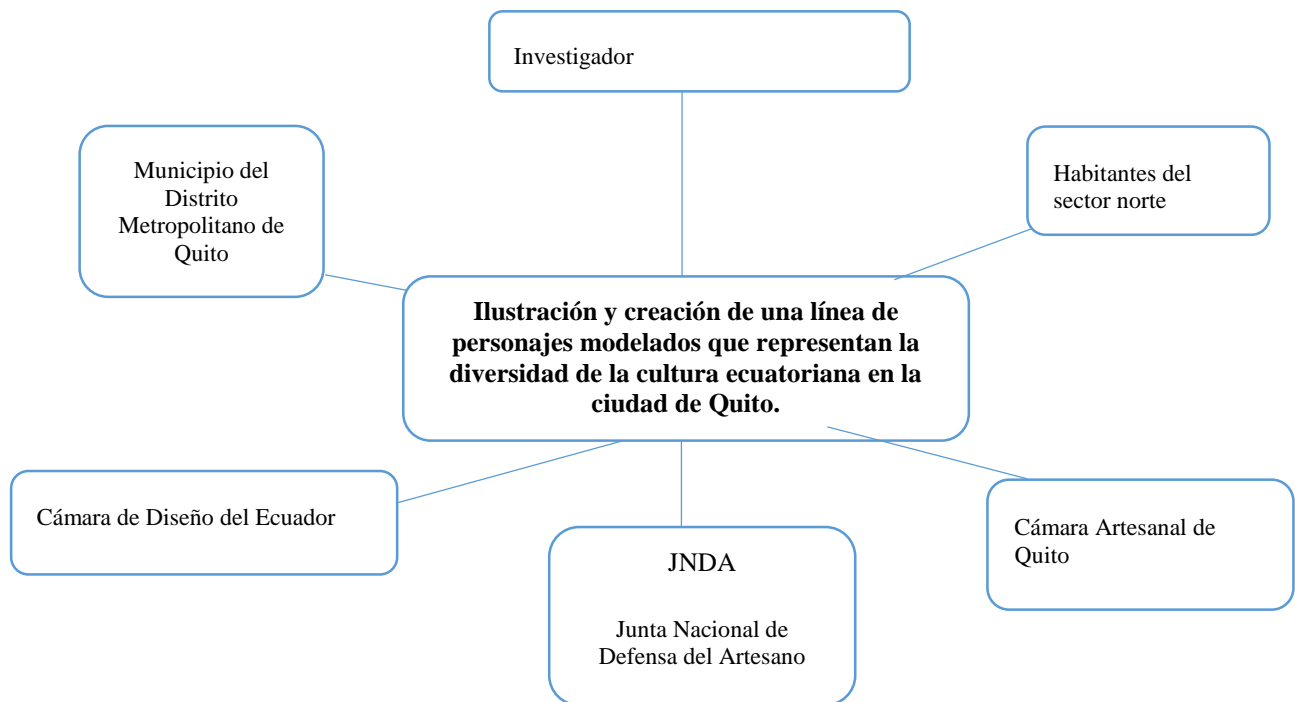 Investigador
Municipio del
Distrito
Metropolitano de
Quito
Habitantes del
sector norte
Ilustración y creación de una línea de
personajes modelados que representan la
diversidad de la cultura ecuatoriana en la
ciudad de Quito.
Cámara de Diseño del Ecuador
JNDA
Junta Nacional de
Defensa del Artesano
Cámara Artesanal de
Quito